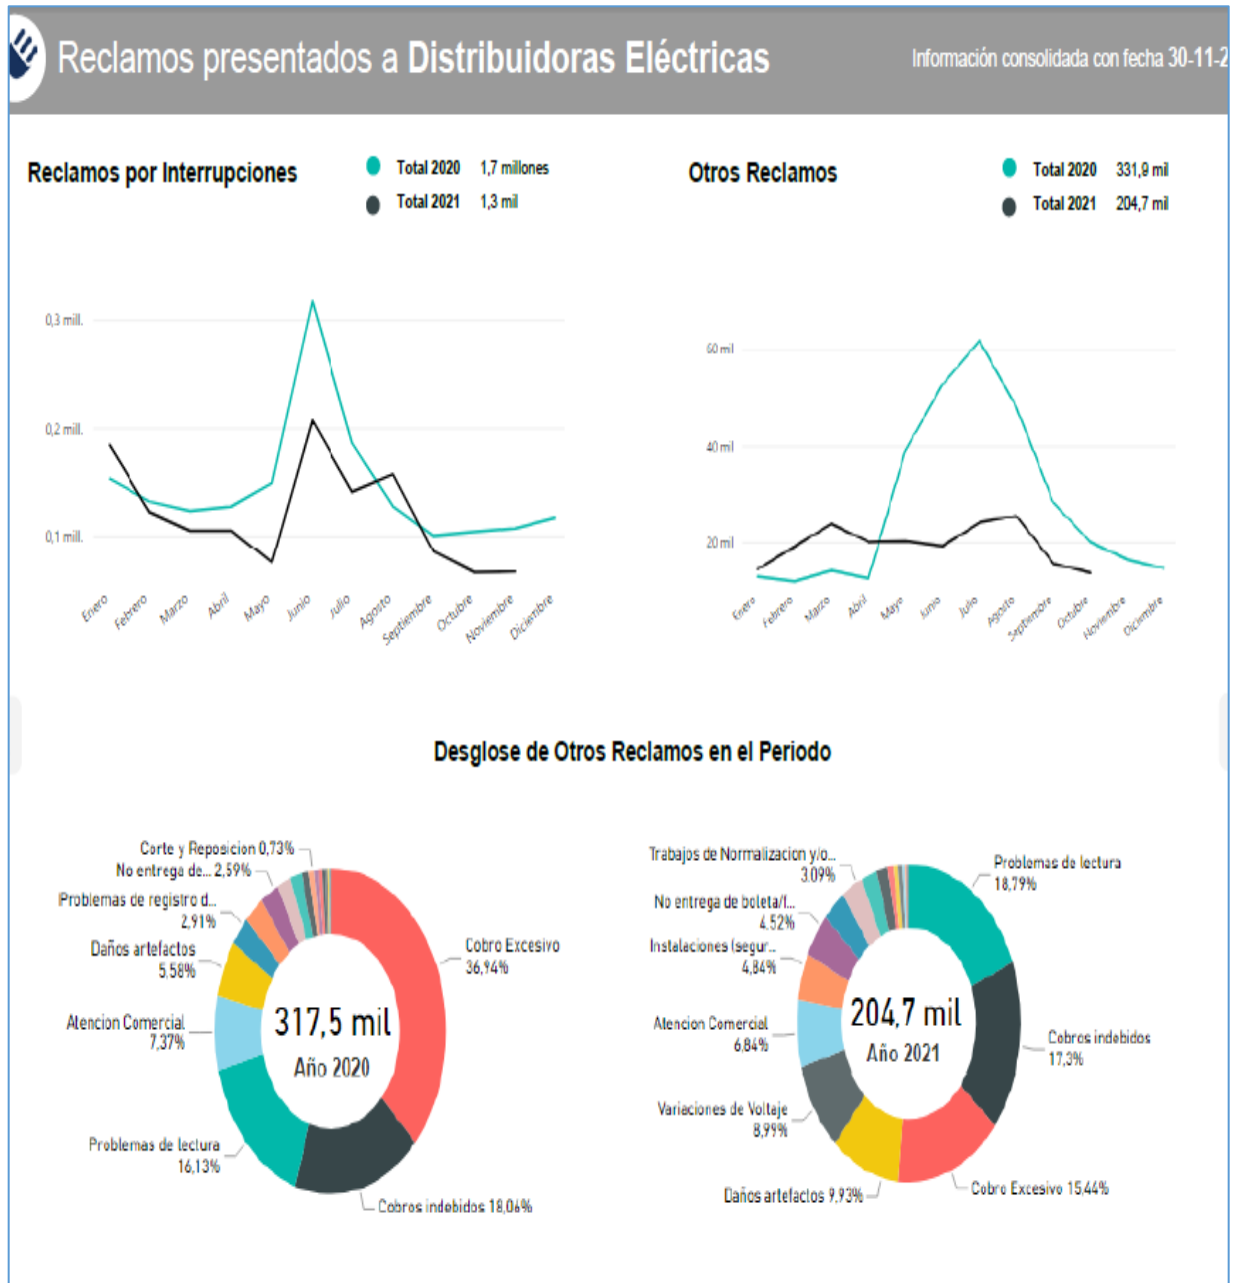 Reclamos presentados a Distribuidoras Eléctricas
Información consolidada con fecha 30-11-2
Reclamos por Interrupciones
Total 2020 1,7 millones
Total 2021 1,3 mil
Otros Reclamos
Total 2020 331,9 mil
Total 2021 204,7 mil
0,3 mill.
0,2 mill.
0,1 mill.
Enero
Febrero
Marzo
Abril
Mayo
Junio
Julio
Agosto
Septiembre
Octubre
Noviembre
Diciembre
60 mil
40 mil
20 mil
Enero
Febrero
Marzo
Abril
Mayo
Junio
Julio
Agosto
Septiembre
Octubre
Noviembre
Diciembre
Desglose de Otros Reclamos en el Periodo
Corte y Reposicion 0,73%
No entrega de... 2,59%
Problemas de registro d...
2,91%
Daños artefactos
5,58%
Atencion Comercial
7,37%
Problemas de lectura
16,13%
Cobros indebidos 18,06%
Cobro Excesivo
36,94%
317,5 mil
Año 2020
Trabajos de Normalizacion y/o...
3.09%
No entrega de boleta/f...
4.52%
Instalaciones (segur...
4,84%
Atencion Comercial
6,84%
Variaciones de Voltaje
8,99%
Daños artefactos 9.93%
Cobro Excesivo 15,44%
Cobros indebidos
17,3%
Problemas de lectura
18,79%
204,7 mil
Año 2021